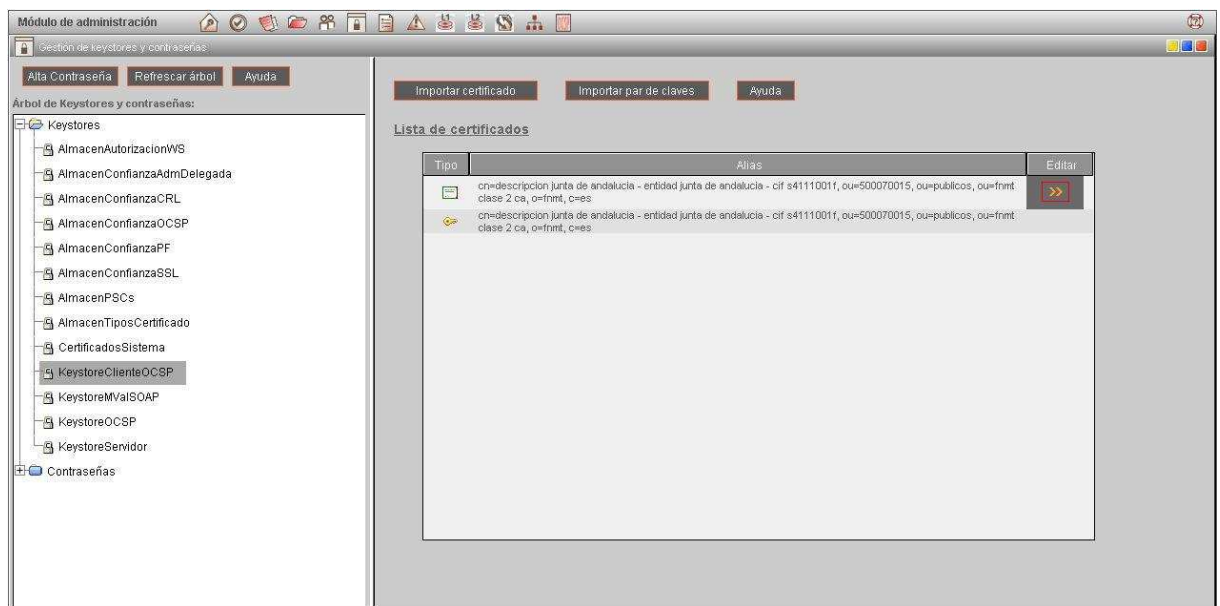 Módulo de administración
Gestión de keystores y contraseñas
Alta Contraseña Refrescar árbol Ayuda
Árbol de Keystores y contraseñas:
Keystores
AlmacenAutorizacionWS
AlmacenConfianzaAdmDelegada
AlmacenConfianzaCRL
AlmacenConfianzaOCSP
AlmacenConfianzaPF
AlmacenConfianzaSSL
AlmacenPSCs
AlmacenTiposCertificado
CertificadosSistema
KeystoreClienteOCSP
KeystoreMValSOAP
KeystoreOCSP
KeystoreServidor
Contraseñas
Importar certificado Importar par de claves Ayuda
Lista de certificados
Tipo Alias Editar
cn=descripcion junta de andalucia - entidad junta de andalucia - cif s4111001f, ou=500070015, ou=publicos, ou=fnmt
clase 2 ca, o=fnmt, c=es
cn=descripcion junta de andalucia - entidad junta de andalucia - cif s4111001f, ou=500070015, ou=publicos, ou=fnmt
clase 2 ca, o=fnmt, c=es